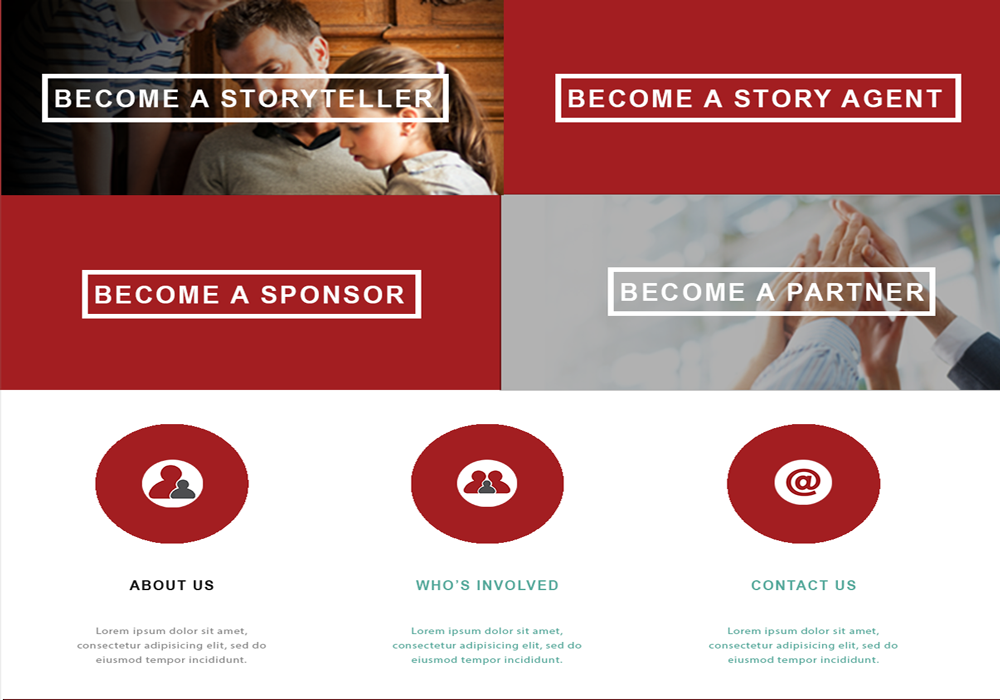 BECOME A STORYTELLER
BECOME A STORY AGENT
BECOME A SPONSOR
BECOME A PARTNER
@
ABOUT US
Lorem ipsum dolor sit amet,
consectetur adipisicing elit, sed do
eiusmod tempor incididunt.
WHO'S INVOLVED
Lorem ipsum dolor sit amet,
consectetur adipisicing elit, sed do
eiusmod tempor incididunt.
CONTACT US
Lorem ipsum dolor sit amet,
consectetur adipisicing elit, sed do
eiusmod tempor incididunt.